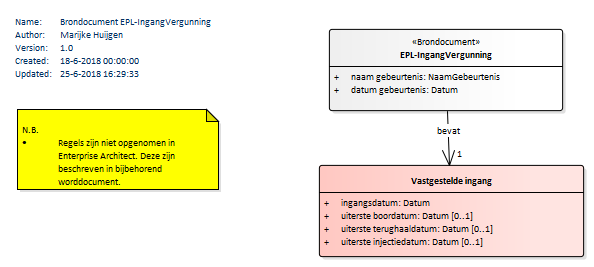 Name: Brondocument EPL-IngangVergunning
Author: Marijke Huijgen
Version: 1.0
Created: 18-6-2018 00:00:00
Updated: 25-6-2018 16:29:33
N.B.
• Regels zijn niet opgenomen in
Enterprise Architect. Deze zijn
beschreven in bijbehorend
worddocument.
«Brondocument»
EPL-IngangVergunning
+ naam gebeurtenis: NaamGebeurtenis
+ datum gebeurtenis: Datum
bevat
1
Vastgestelde ingang
+ ingangsdatum: Datum
+ uiterste boordatum: Datum [0..1]
+ uiterste terughaaldatum: Datum [0..1]
+ uiterste injectiedatum: Datum [0..1]